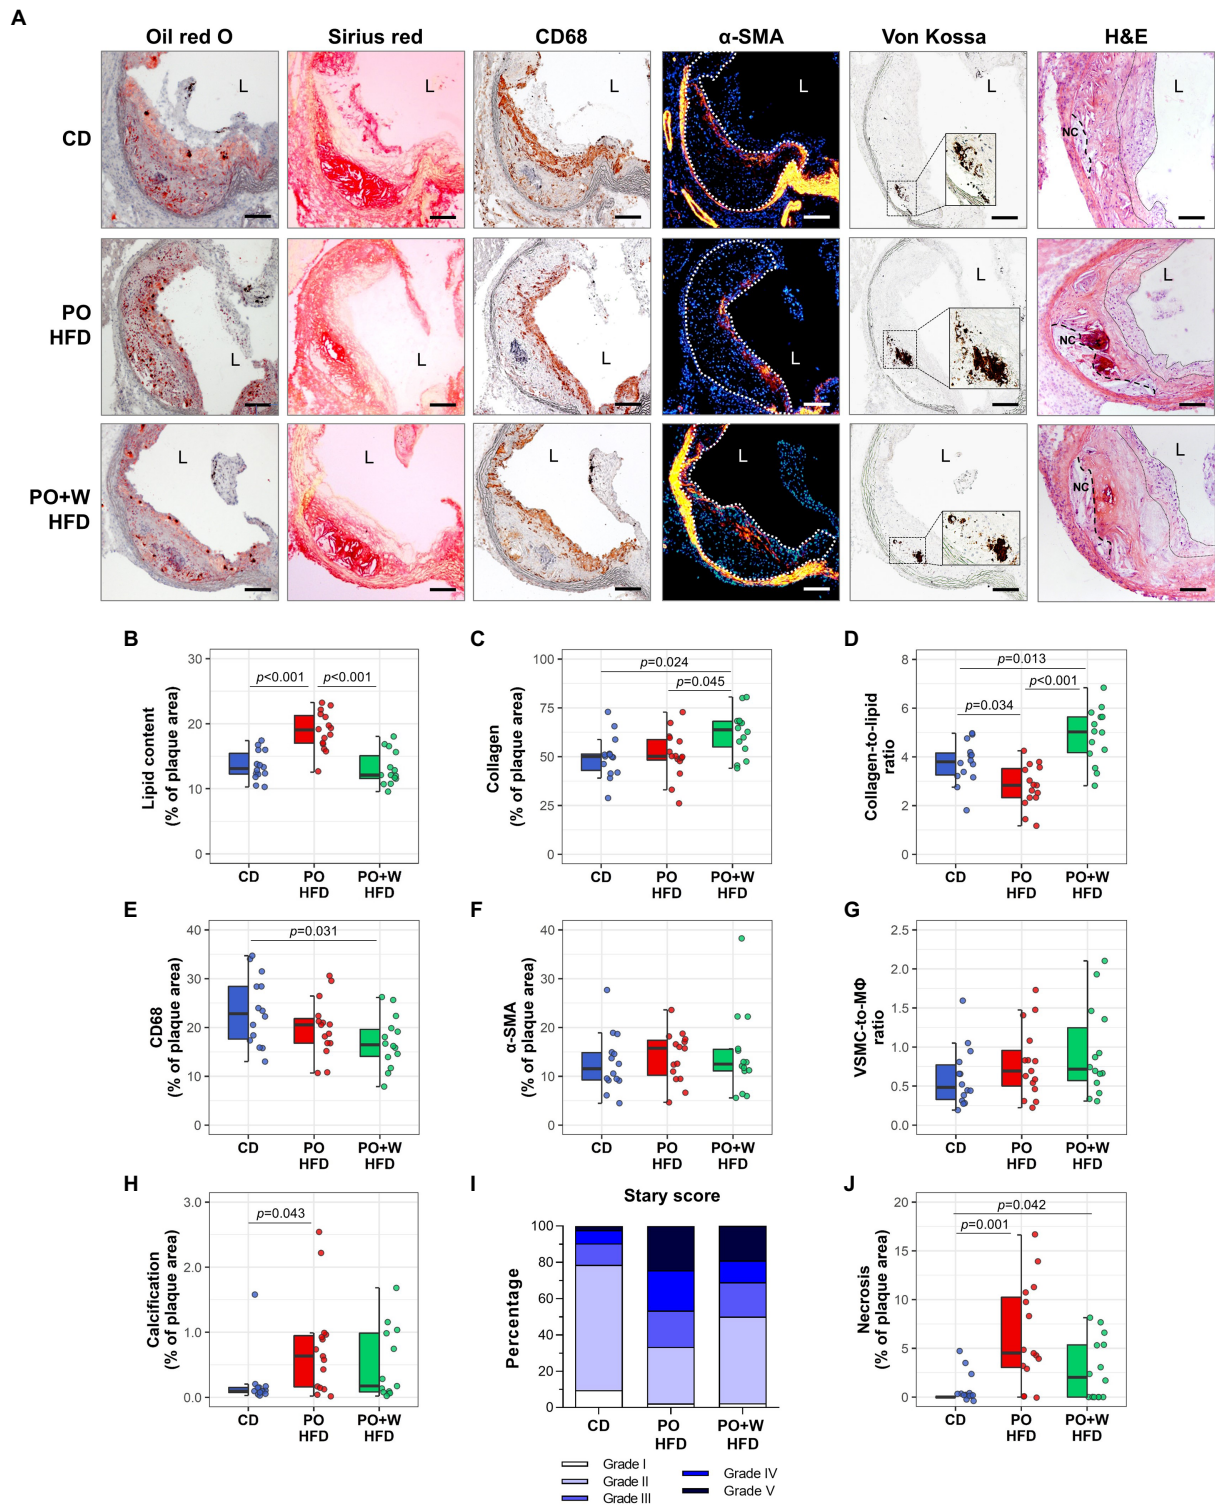 A
Oil red O Sirius red CD68 α-SMA Von Kossa H&E
CD
L L L L L L
NC
PO
HFD
L L L L L L
NC
PO+W
HFD
L L L L L L
NC
B
Lipid content
(% of plaque area)
30
20
10
0
p<0.001 p<0.001
CD PO PO+W
HFD HFD
C
Collagen
(% of plaque area)
100
75
50
25
0
p=0.024
p=0.045
CD PO PO+W
HFD HFD
D
Collagen-to-lipid
ratio
8
6
4
2
0
p=0.013
p<0.001
p=0.034
CD PO PO+W
HFD HFD
E
CD68
(% of plaque area)
40
30
20
10
0
p=0.031
CD PO PO+W
HFD HFD
F
α-SMA
(% of plaque area)
40
30
20
10
0
CD PO PO+W
HFD HFD
G
VSMC-to-MΦ
ratio
2.5
2.0
1.5
1.0
0.5
0.0
CD PO PO+W
HFD HFD
H
Calcification
(% of plaque area)
3.0
2.0
1.0
0.0
p=0.043
CD PO PO+W
HFD HFD
I
Stary score
Percentage
100
80
60
40
20
0
CD PO PO+W
HFD HFD
Grade I
Grade II
Grade III
Grade IV
Grade V
J
Necrosis
(% of plaque area)
20
15
10
5
0
p=0.042
p=0.001
CD PO PO+W
HFD HFD